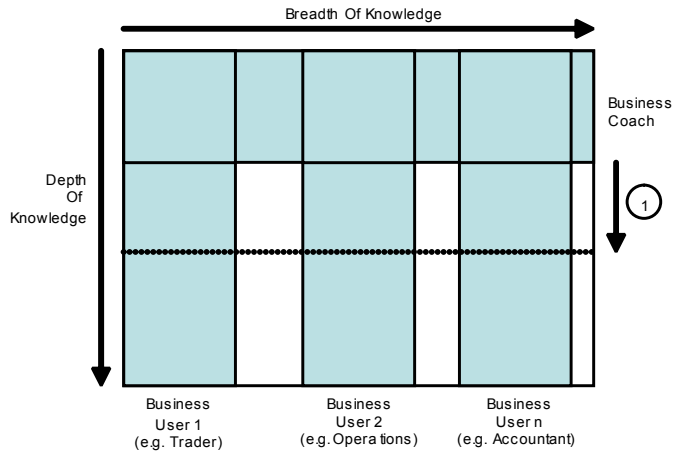 Breadth Of Knowledge
Business
Coach
Depth
Of
Knowledge
1
Business
User 1
(e.g. Trader)
Business
User 2
(e.g. Operations)
Business
User n
(e.g. Accountant)